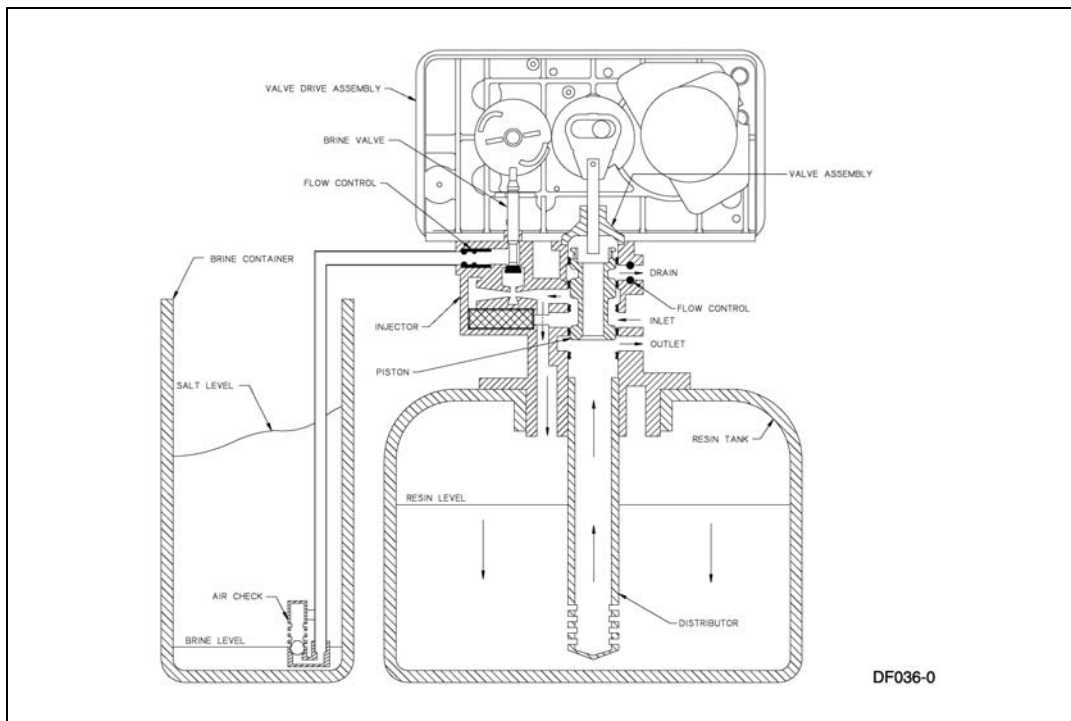 VALVE DRIVE ASSEMBLY
BRINE VALVE
FLOW CONTROL
VALVE ASSEMBLY
BRINE CONTAINER
DRAIN
FLOW CONTROL
INJECTOR
INLET
OUTLET
PISTON
SALT LEVEL
RESIN TANK
RESIN LEVEL
AIR CHECK
DISTRIBUTOR
BRINE LEVEL
DF036-0